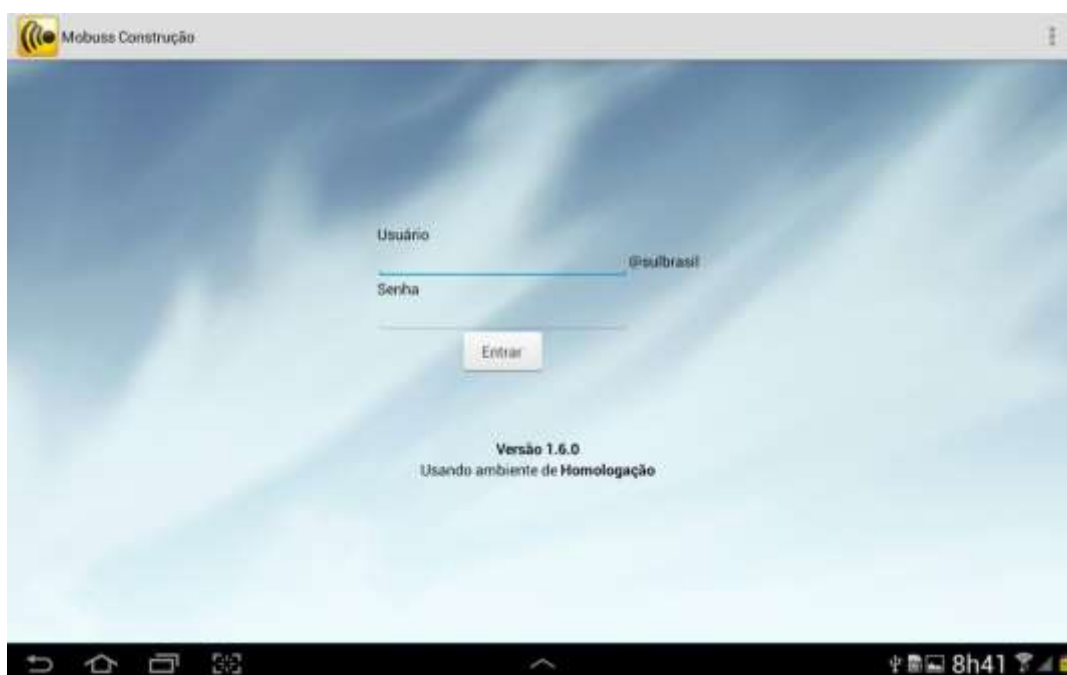 Mobuss Construção
Usuário
@sulbrasil
Senha
Entrar
Versão 1.6.0
Usando ambiente de Homologação
8h41